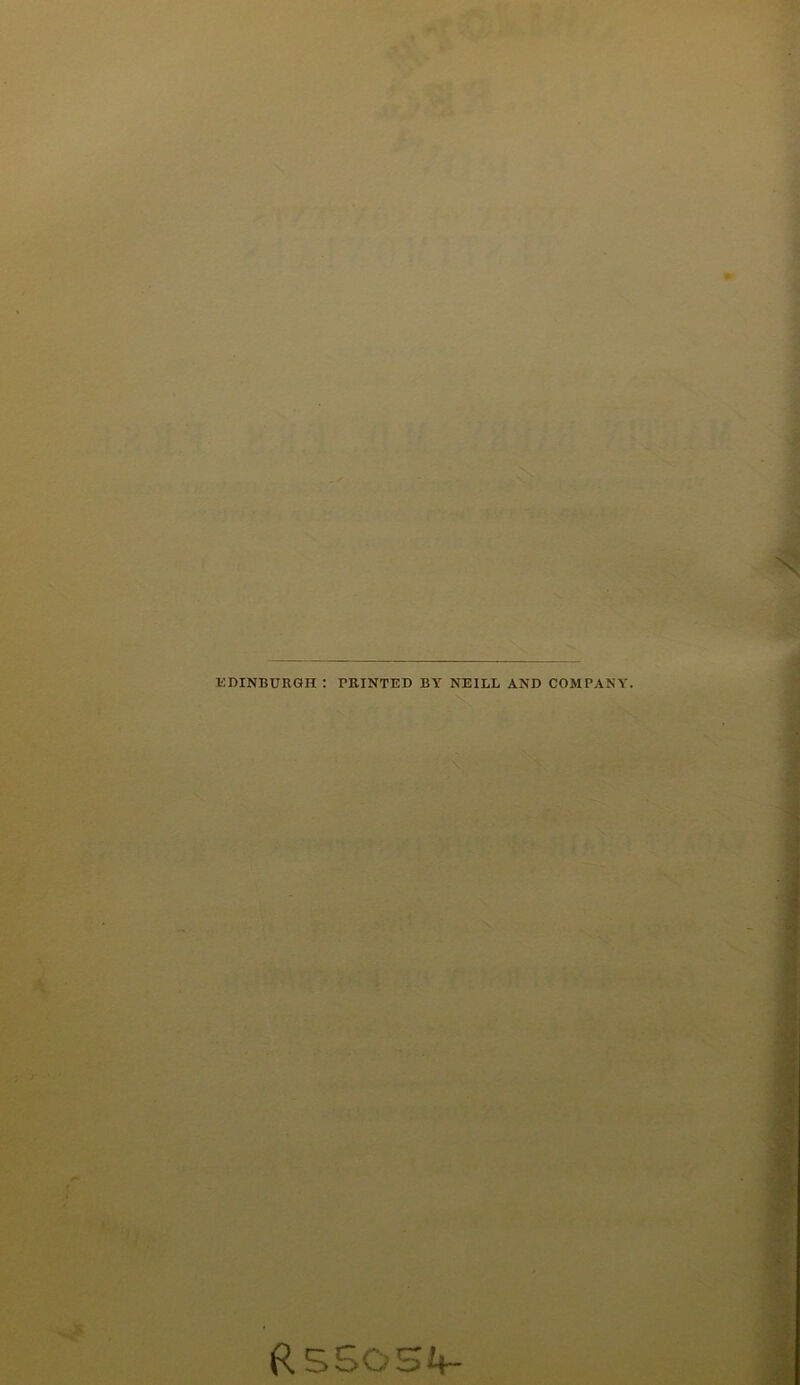 EDINBURGH : PRINTED BY NEILL AND COMPANY.
R55054